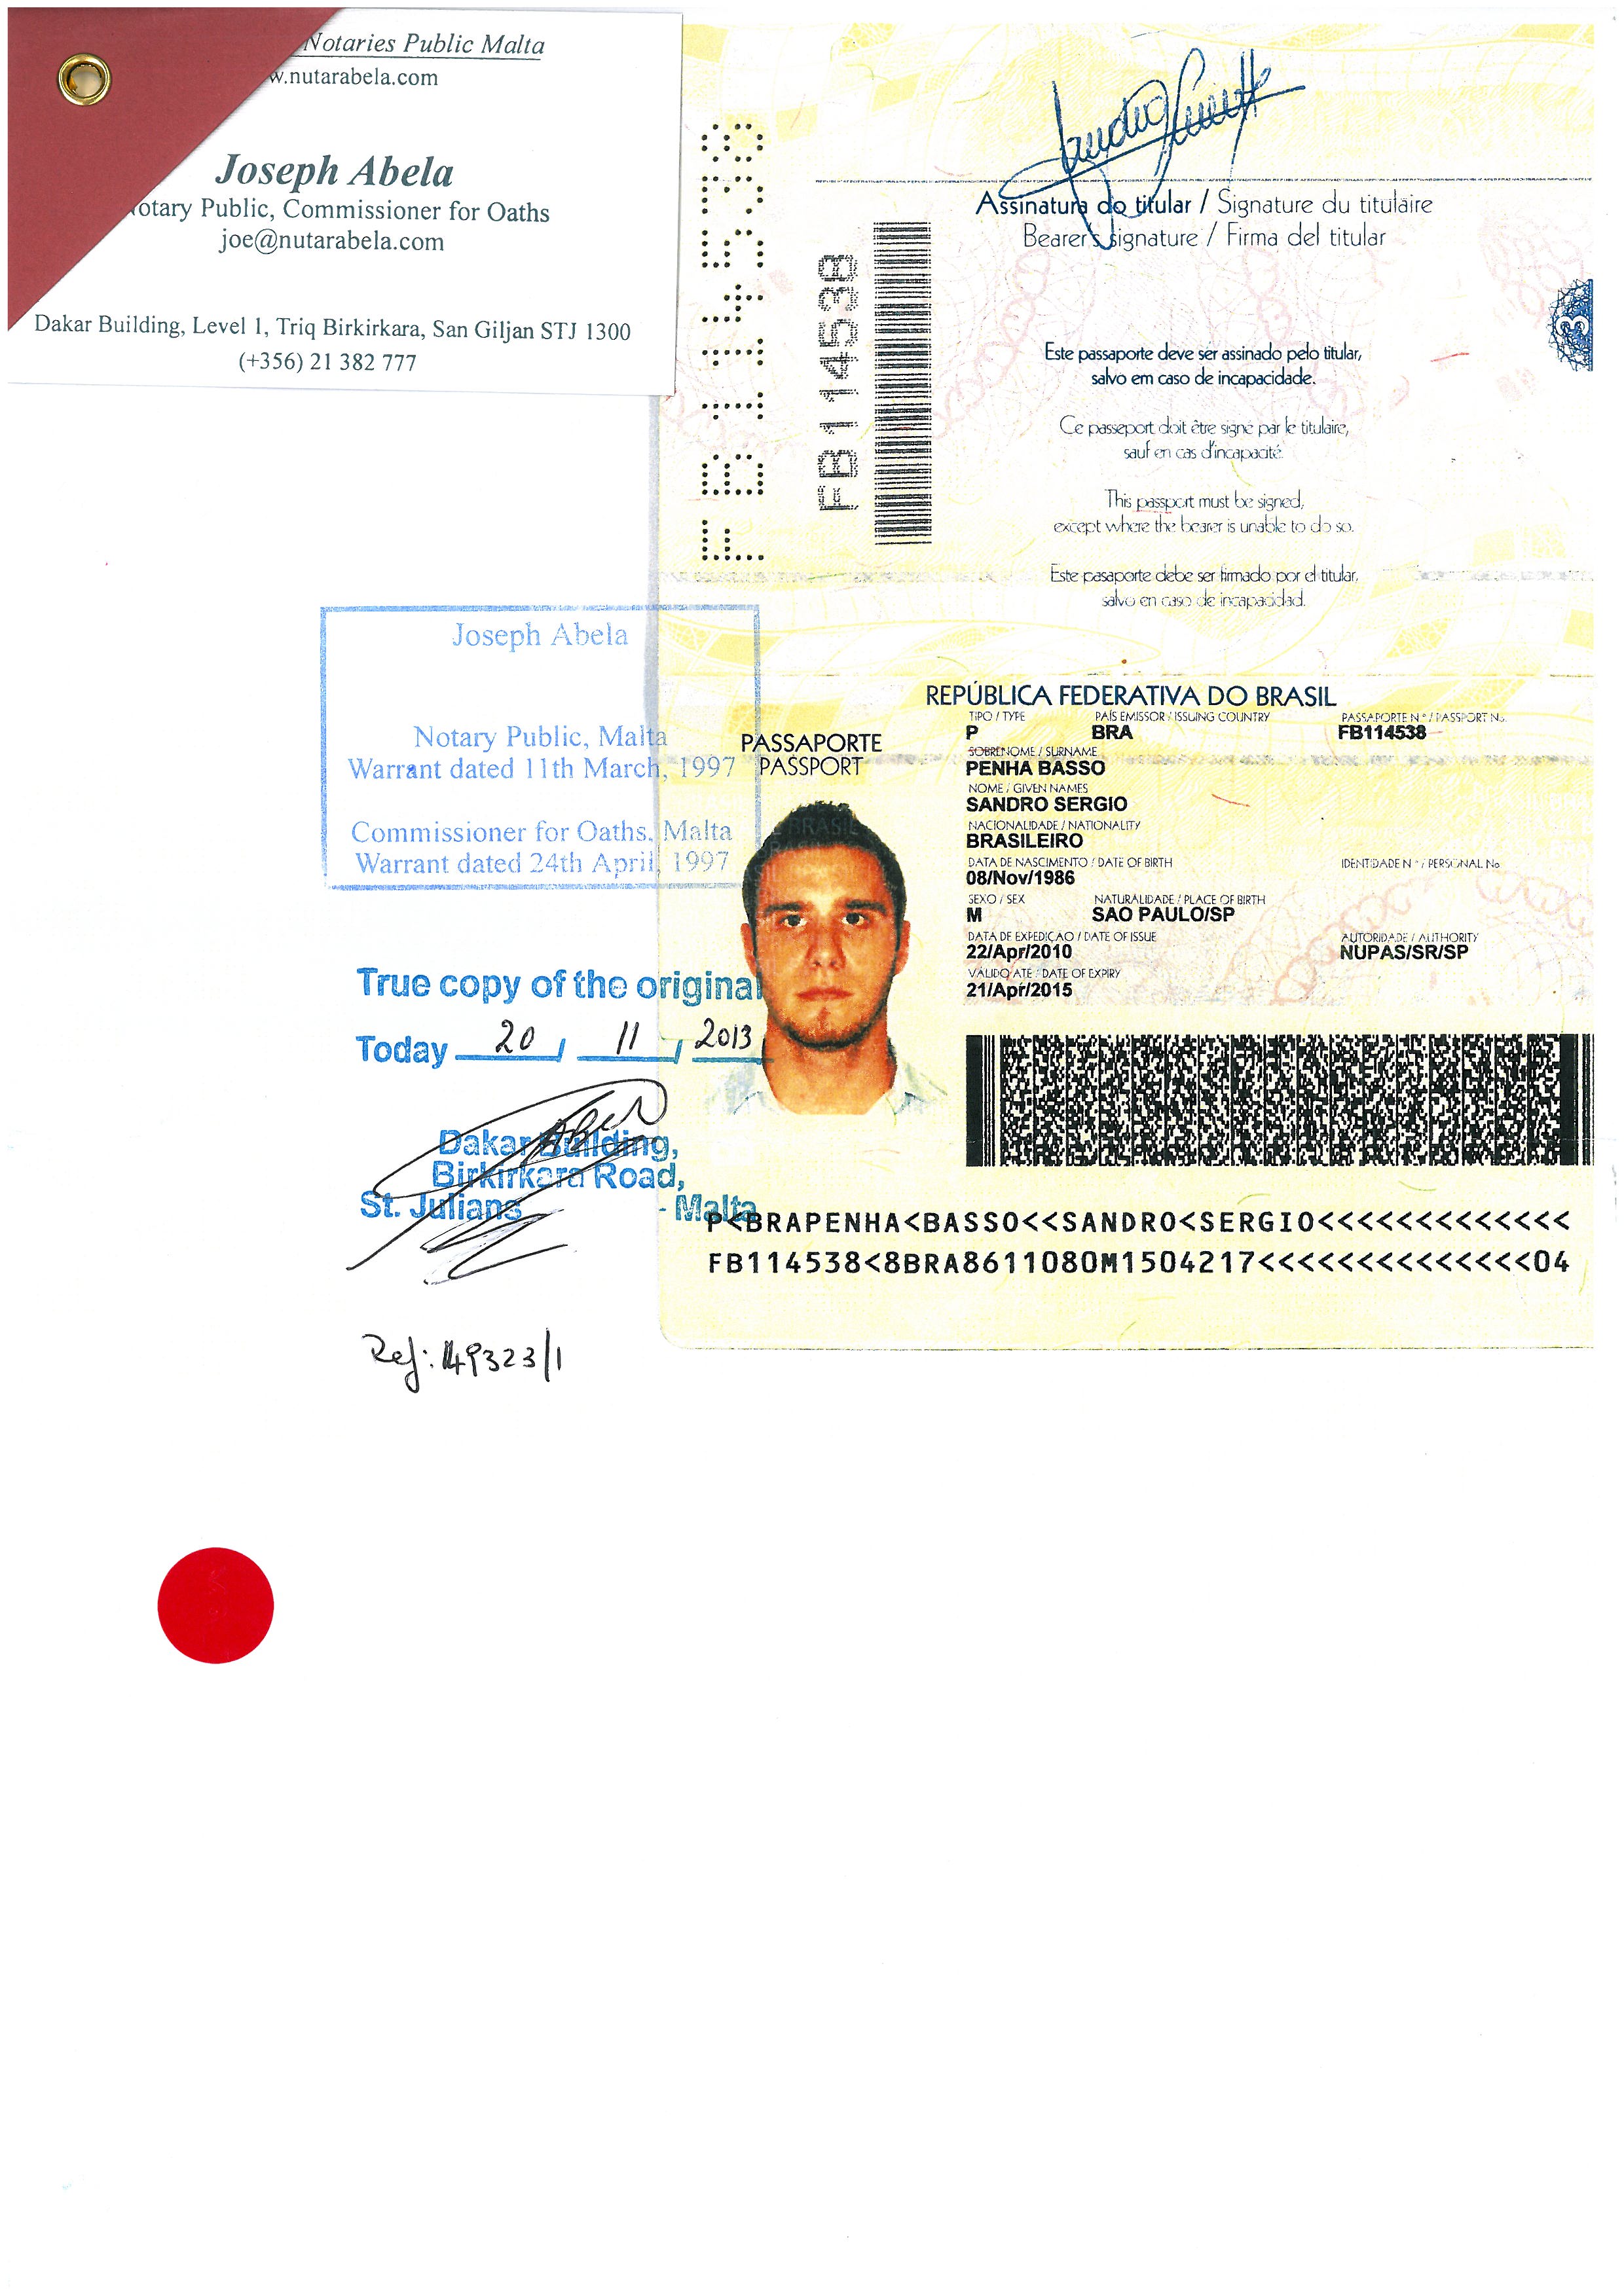 Notaries Public Malta
w.nutarabela.com
Joseph Abela
otary Public, Commissioner for Oaths
joe@nutarabela.com
Dakar Building, Level 1, Triq Birkirkara, San Giljan STJ 1300
(+356) 21 382 777
FB114538
FB114538
Assinatura do titular / Signature du titulaire
Bearer's signature / Firma del titular
3
Este passaporte deve ser assinado pelo titular,
salvo em caso de incapacidade.
Ce passeport doit être signé par le titulaire,
sauf en cas d'incapacité.
This passport must be signed,
except where the bearer is unable to do so.
Este pasaporte debe ser firmado por el titular,
salvo en caso de incapacidad.
Joseph Abela
Notary Public, Malta
Warrant dated 11th March, 1997
Commissioner for Oaths, Malta
Warrant dated 24th April, 1997
True copy of the original
Today 20 / 11 / 2013
Dakar Building,
Birkirkara Road,
St. Julians - Malta
Ref: 149323/1
REPÚBLICA FEDERATIVA DO BRASIL
PASSAPORTE
PASSPORT
TIPO / TYPE PAÍS EMISSOR / ISSUING COUNTRY PASSAPORTE Nº / PASSPORT No.
P BRA FB114538
SOBRENOME / SURNAME
PENHA BASSO
NOME / GIVEN NAMES
SANDRO SERGIO
NACIONALIDADE / NATIONALITY
BRASILEIRO
DATA DE NASCIMENTO / DATE OF BIRTH IDENTIDADE Nº / PERSONAL No.
08/Nov/1986
SEXO / SEX NATURALIDADE / PLACE OF BIRTH
M SAO PAULO/SP
DATA DE EXPEDIÇÃO / DATE OF ISSUE AUTORIDADE / AUTHORITY
22/Apr/2010 NUPAS/SR/SP
VÁLIDO ATÉ / DATE OF EXPIRY
21/Apr/2015
P<BRAPENHA<BASSO<<SANDRO<SERGIO<<<<<<<<<<<<<
FB114538<8BRA8611080M1504217<<<<<<<<<<<<<<04